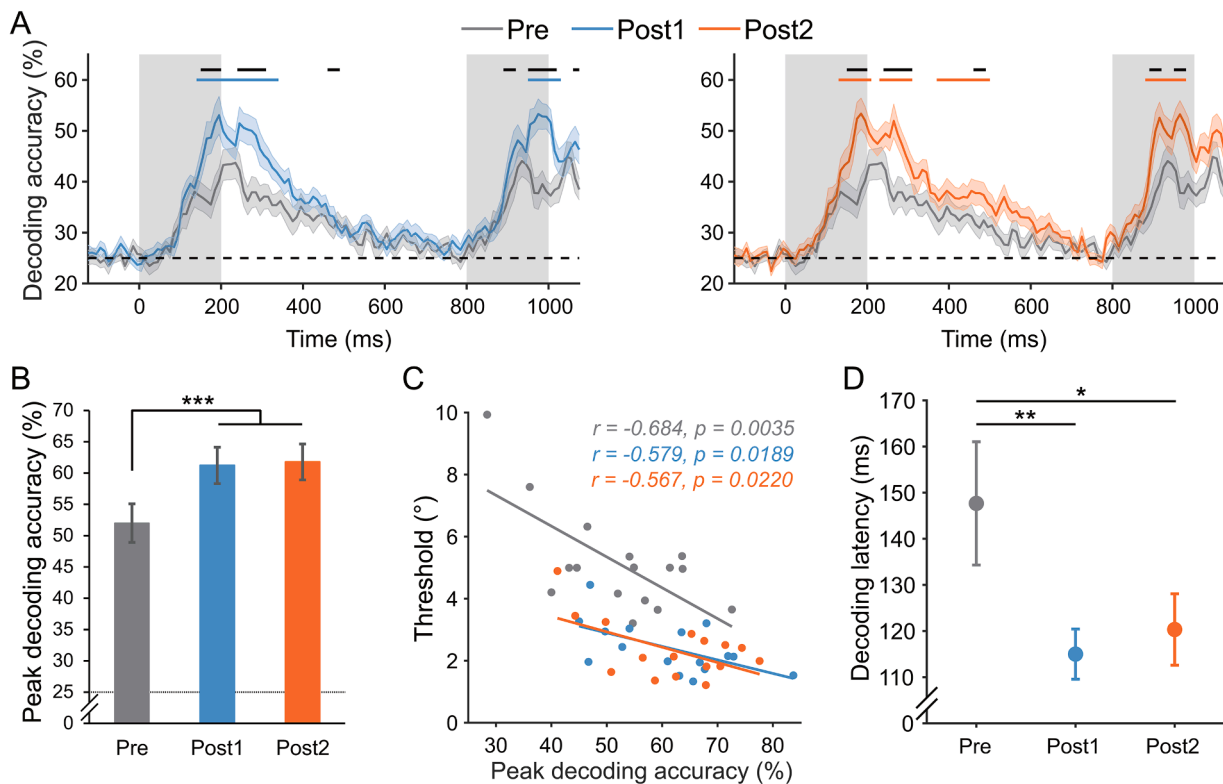 A
Pre Post1 Post2
Decoding accuracy (%)
60
50
40
30
20
0 200 400 600 800 1000
Time (ms)
60
50
40
30
20
0 200 400 600 800 1000
Time (ms)
B
Peak decoding accuracy (%)
70
65
60
55
50
45
40
35
30
25
0
***
Pre Post1 Post2
C
Threshold (°)
10
8
6
4
2
0
r = -0.684, p = 0.0035
r = -0.579, p = 0.0189
r = -0.567, p = 0.0220
30 40 50 60 70 80
Peak decoding accuracy (%)
D
Decoding latency (ms)
170
160
150
140
130
120
110
0
*
**
Pre Post1 Post2